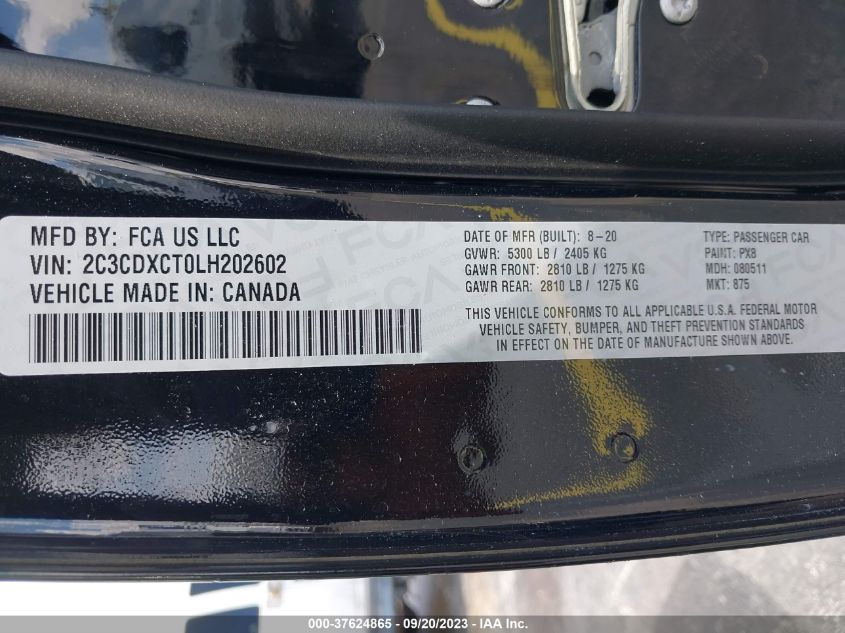 MFD BY: FCA US LLC
VIN: 2C3CDXCT0LH202602
VEHICLE MADE IN: CANADA
DATE OF MFR (BUILT): 8-20
GVWR: 5300 LB / 2405 KG
GAWR FRONT: 2810 LB / 1275 KG
GAWR REAR: 2810 LB / 1275 KG
TYPE: PASSENGER CAR
PAINT: PX8
MDH: 080511
MKT: 875
THIS VEHICLE CONFORMS TO ALL APPLICABLE U.S.A. FEDERAL MOTOR
VEHICLE SAFETY, BUMPER, AND THEFT PREVENTION STANDARDS
IN EFFECT ON THE DATE OF MANUFACTURE SHOWN ABOVE.
000-37624865 - 09/20/2023 - IAA Inc.